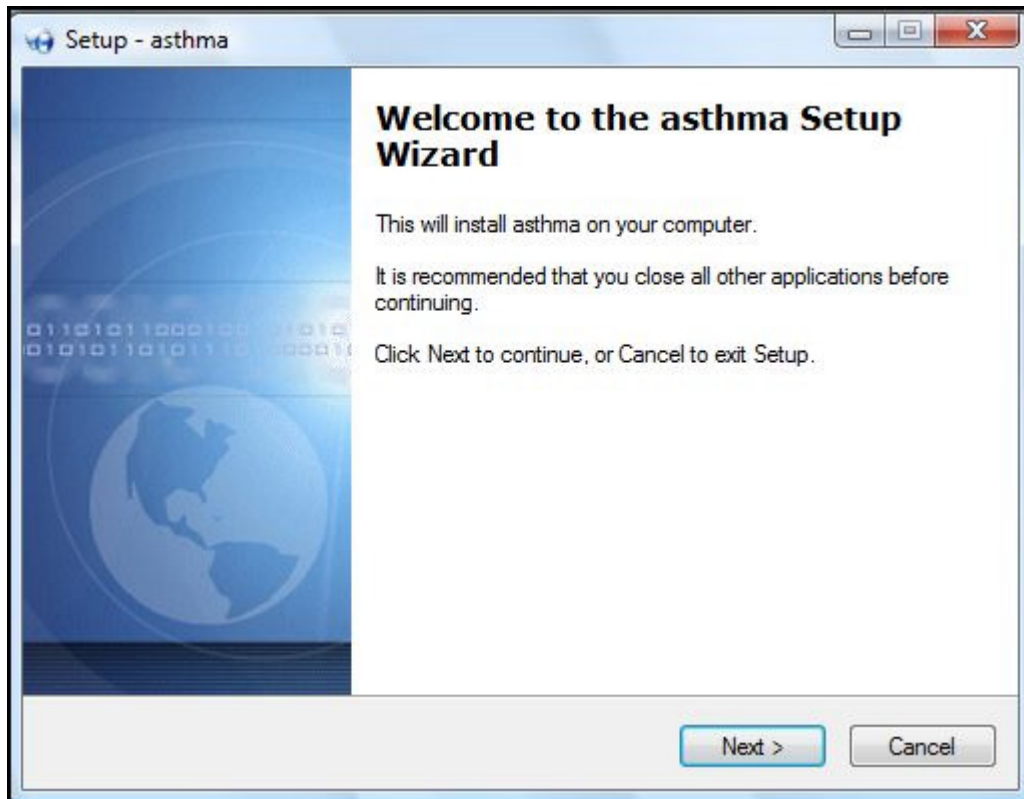 Setup - asthma
Welcome to the asthma Setup
Wizard
This will install asthma on your computer.
It is recommended that you close all other applications before
continuing.
Click Next to continue, or Cancel to exit Setup.
Next >
Cancel